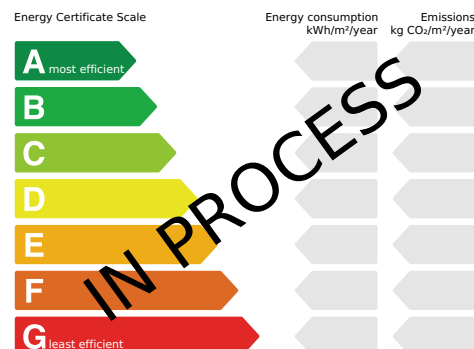 Energy Certificate Scale
Energy consumption
kWh/m²/year
Emissions
kg CO₂/m²/year
A most efficient
B
C
D
E
F
G least efficient
IN PROCESS